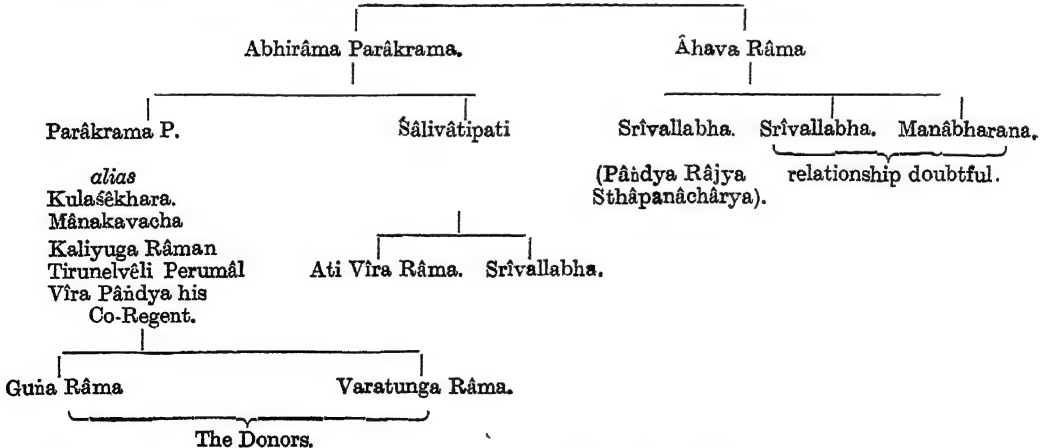 Abhirâma Parâkrama. Âhava Râma
Parâkrama P. Śâlivâtipati Srîvallabha. Srîvallabha. Manâbharana.
alias (Pâṅdya Râjya relationship doubtful.
Kulaśêkhara. Sthâpanâchârya).
Mânakavacha
Kaliyuga Râman
Tirunelvêli Perumâl Ati Vîra Râma. Srîvallabha.
Vîra Pâṅdya his
Co-Regent.
Guṅa Râma Varatunga Râma.
The Donors.